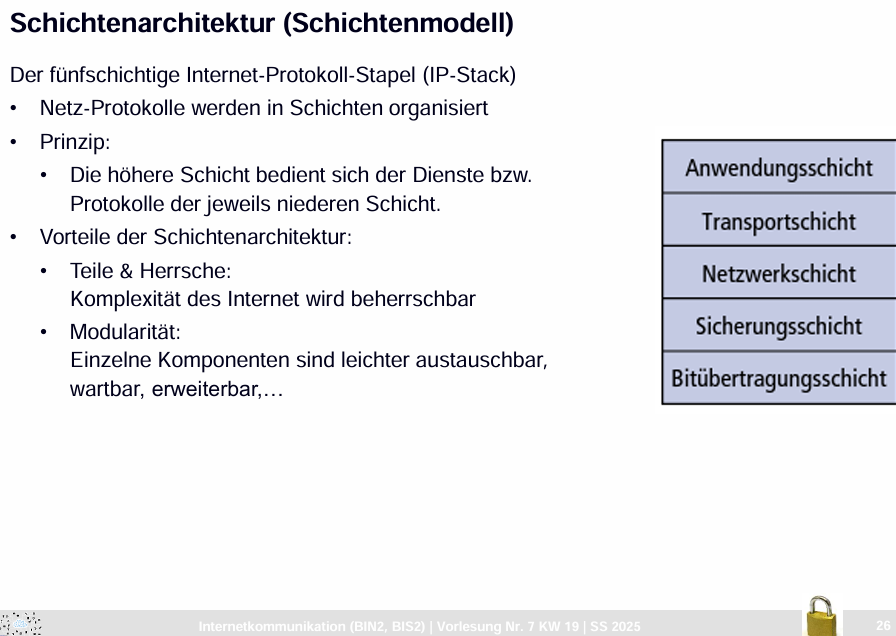 Schichtenarchitektur (Schichtenmodell)
Der fünfschichtige Internet-Protokoll-Stapel (IP-Stack)
• Netz-Protokolle werden in Schichten organisiert
• Prinzip:
• Die höhere Schicht bedient sich der Dienste bzw.
Protokolle der jeweils niederen Schicht.
• Vorteile der Schichtenarchitektur:
• Teile & Herrsche:
Komplexität des Internet wird beherrschbar
• Modularität:
Einzelne Komponenten sind leichter austauschbar,
wartbar, erweiterbar,…
Anwendungsschicht
Transportschicht
Netzwerkschicht
Sicherungsschicht
Bitübertragungsschicht
Internetkommunikation (BIN2, BIS2) | Vorlesung Nr. 7 KW 19 | SS 2025
26